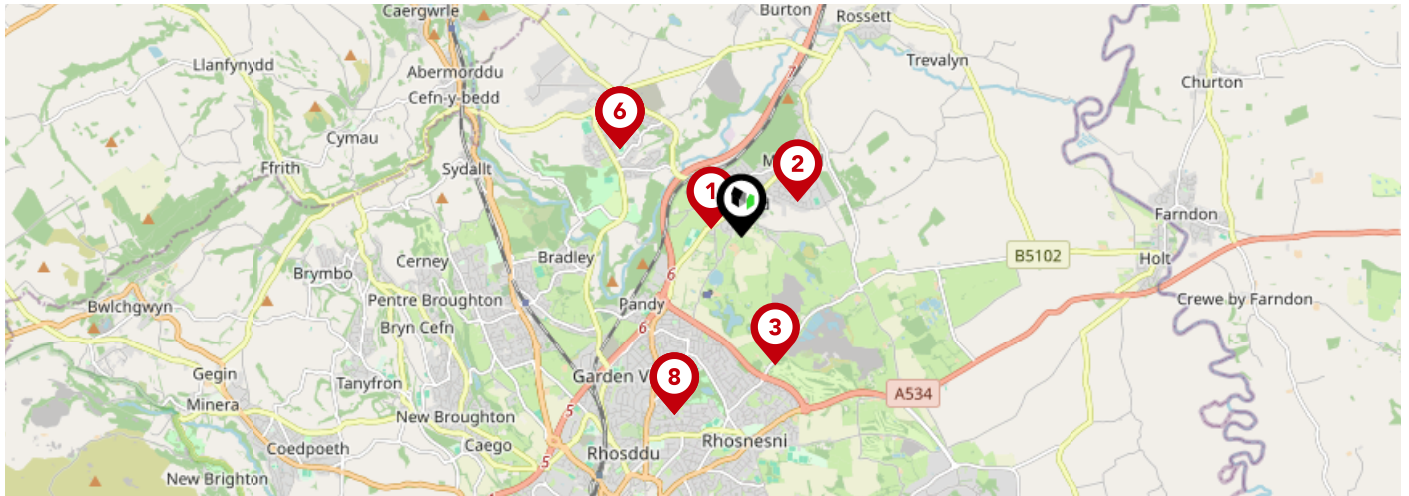 Caergwrle
Burton
Rossett
Llanfynydd
Abermorddu
Trevalyn
7
Churton
Cefn-y-bedd
6
Cymau
Ffrith
Sydallt
M
2
1
Farndon
B5102
Holt
Bradley
Cerney
Brymbo
6
Pentre Broughton
Pandy
Crewe by Farndon
Bwlchgwyn
Bryn Cefn
6
3
Gegin
Tanyfron
Garden V
8
A534
Minera
New Broughton
5
Rhosnesni
Coedpoeth
Caego
Rhosddu
5
New Brighton